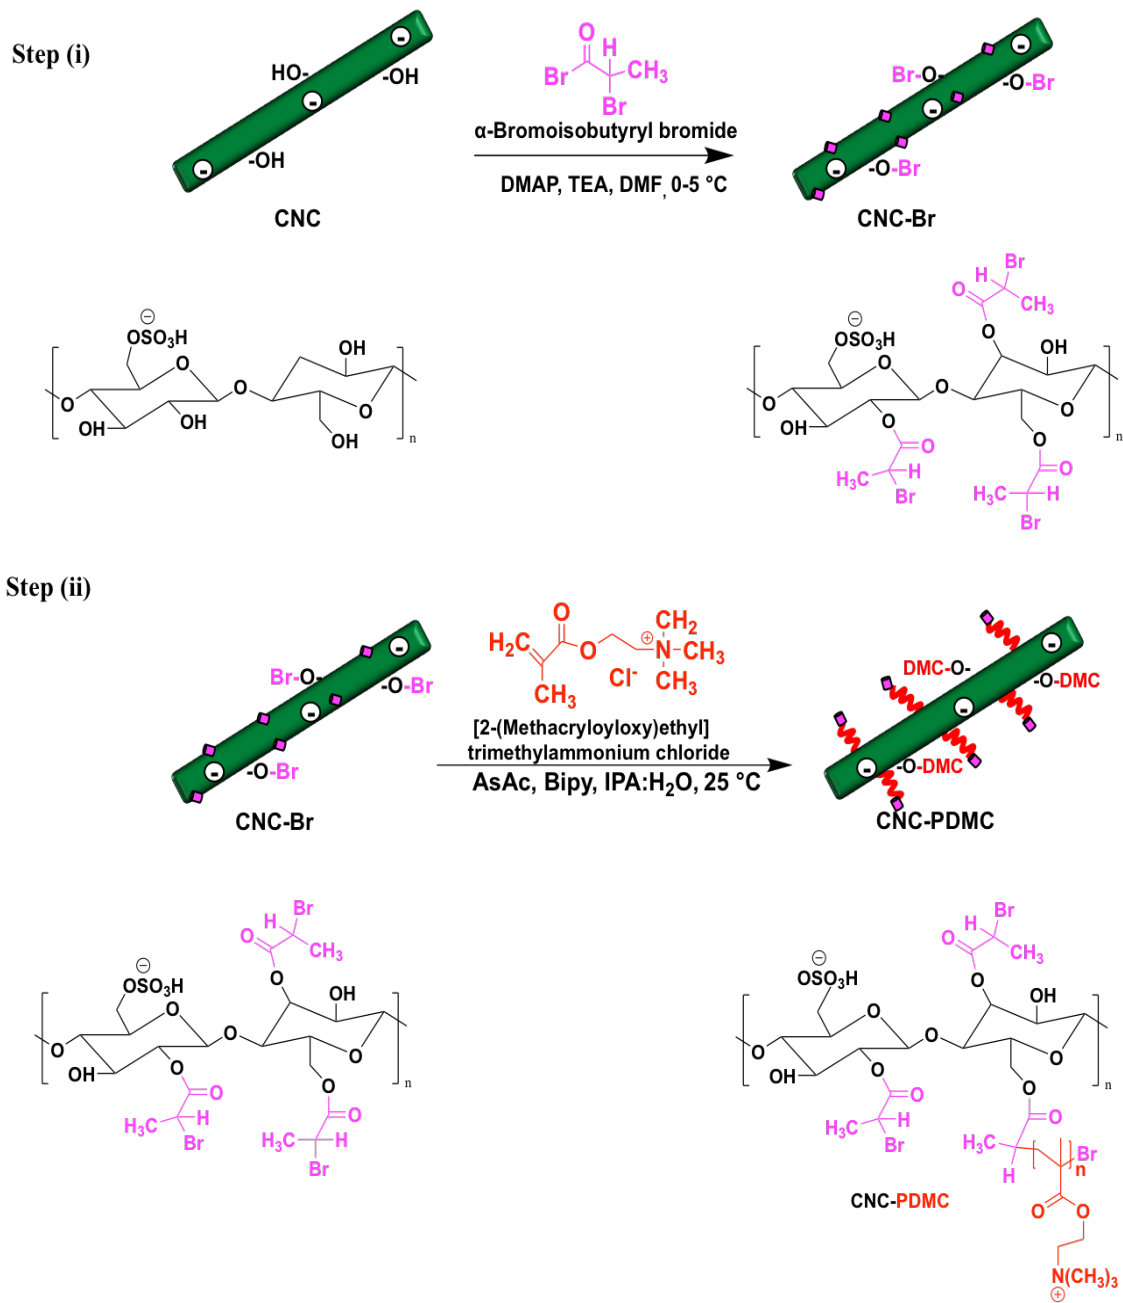 Step (i)
HO-
-OH
-OH
-
-
-
CNC
O
H
Br
CH3
Br
α-Bromoisobutyryl bromide
DMAP, TEA, DMF, 0-5 °C
Br-O-
-O-Br
-O-Br
-
-
-
CNC-Br
⊖
OSO3H
O
OH
O
O
OH
OH
O
OH
n
Br
H
O
CH3
O
⊖
OSO3H
O
OH
O
O
OH
O
O
O
O
H3C
H
Br
O
H3C
H
Br
n
Step (ii)
Br-O-
-O-Br
-O-Br
-
-
-
CNC-Br
O
H2C
O
CH3
CH2
⊕
N
CH3
CH3
Cl-
[2-(Methacryloyloxy)ethyl]
trimethylammonium chloride
AsAc, Bipy, IPA:H2O, 25 °C
DMC-O-
-O-DMC
-O-DMC
-
-
-
CNC-PDMC
Br
H
O
CH3
O
⊖
OSO3H
O
OH
O
O
OH
O
O
O
O
H3C
H
Br
O
H3C
H
Br
n
Br
H
O
CH3
O
⊖
OSO3H
O
OH
O
O
OH
O
O
O
O
H3C
H
Br
O
H3C
H
Br
n
n
O
O
N(CH3)3
⊕
CNC-PDMC